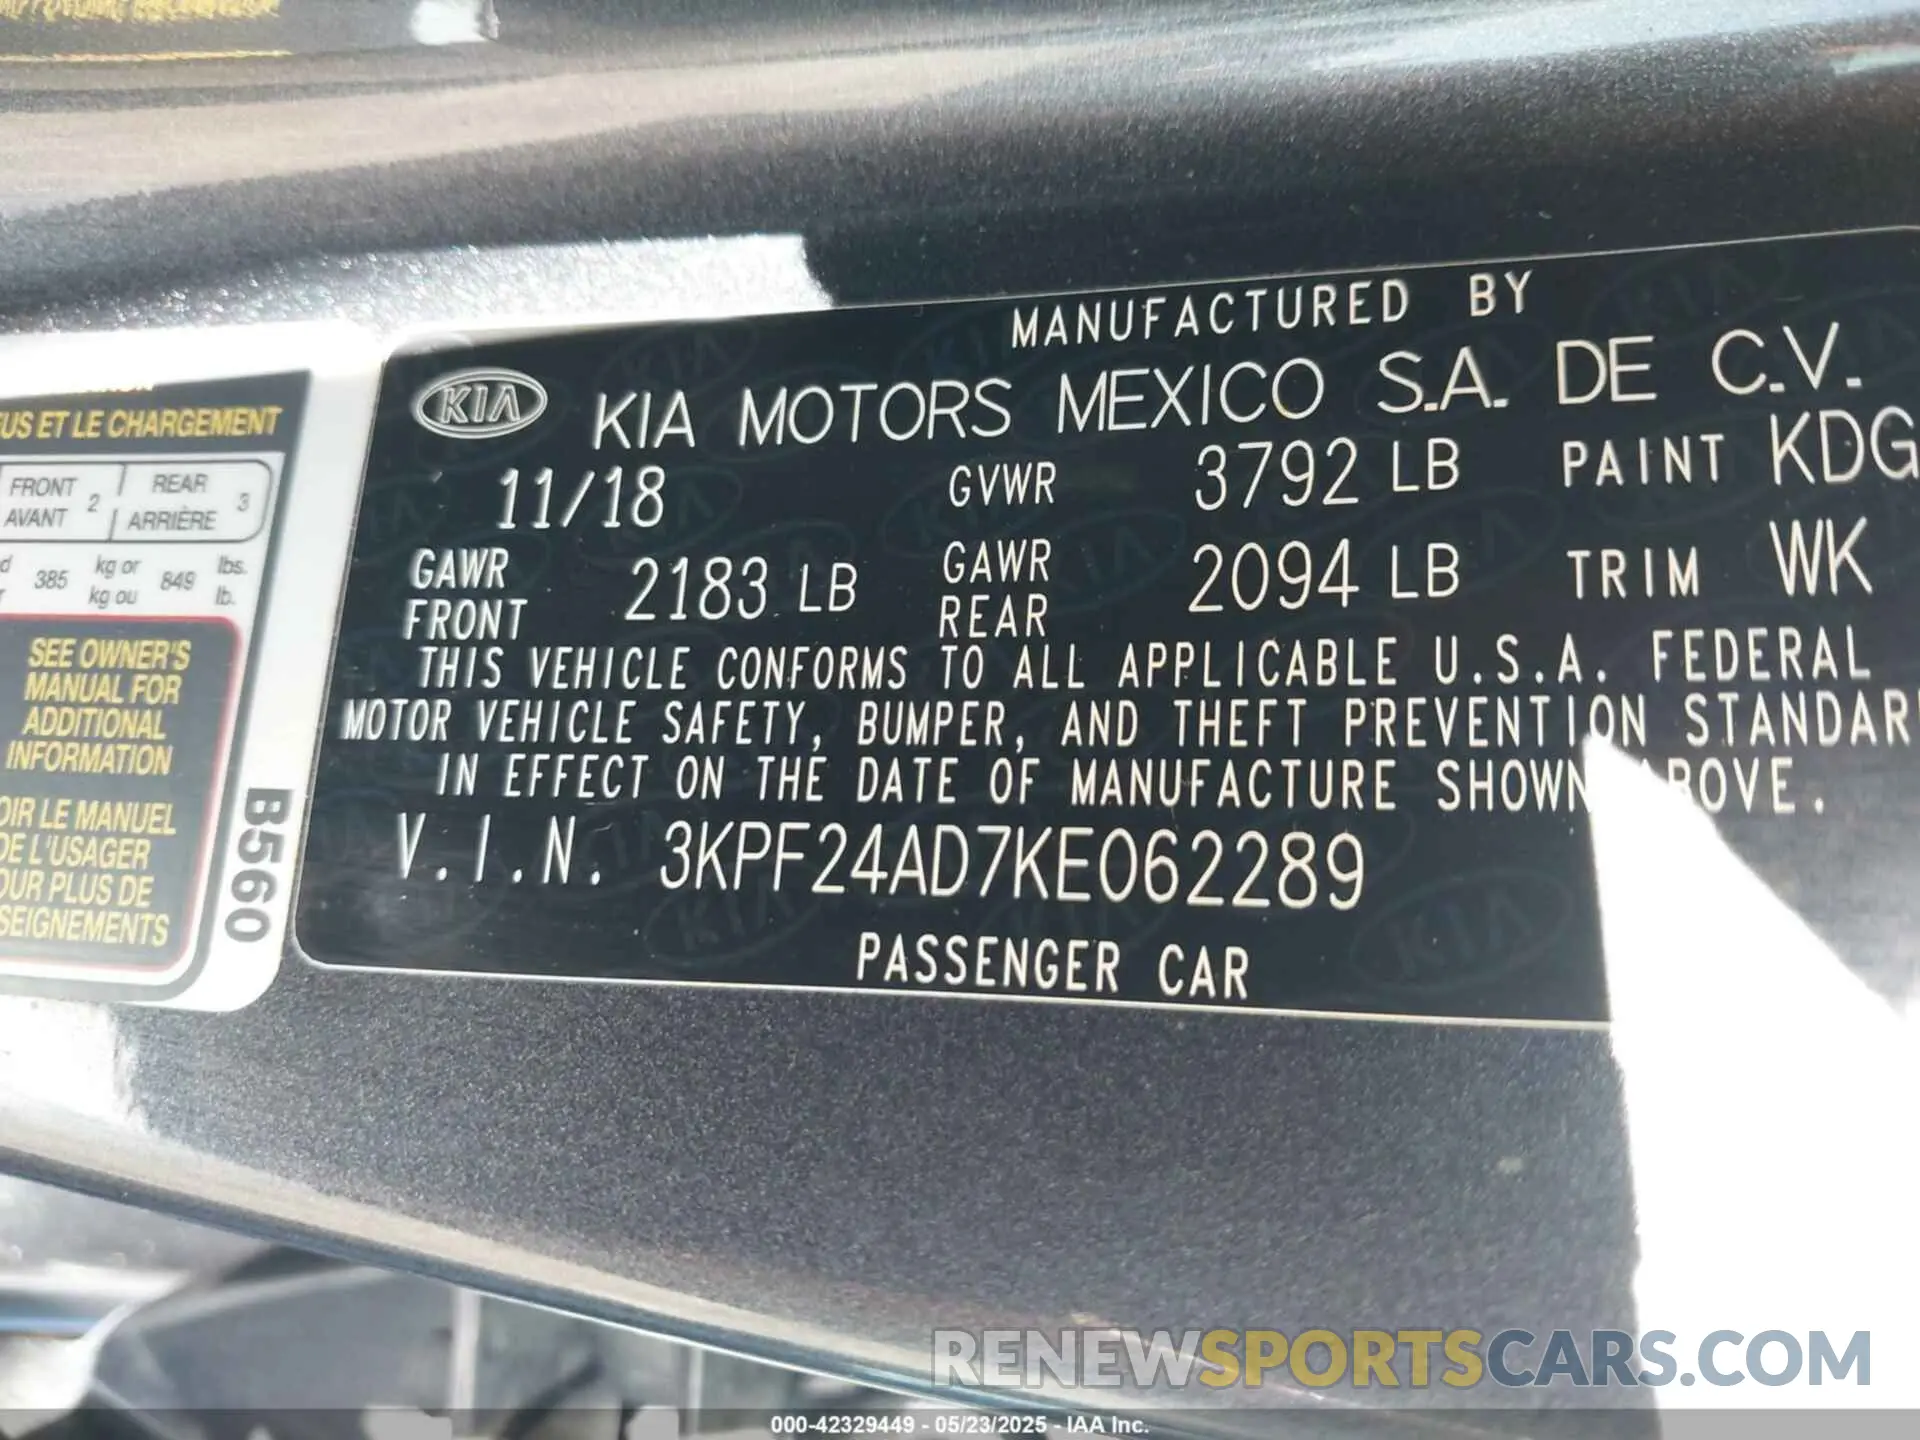 US ET LE CHARGEMENT
FRONT 2 REAR 3
AVANT ARRIÈRE
385 kg or 849 lbs.
kg ou lb.
SEE OWNER'S
MANUAL FOR
ADDITIONAL
INFORMATION
OIR LE MANUEL
DE L'USAGER
OUR PLUS DE
SEIGNEMENTS
B560
MANUFACTURED BY
KIA KIA MOTORS MEXICO S.A. DE C.V.
11/18 GVWR 3792 LB PAINT KDG
GAWR FRONT 2183 LB GAWR REAR 2094 LB TRIM WK
THIS VEHICLE CONFORMS TO ALL APPLICABLE U.S.A. FEDERAL
MOTOR VEHICLE SAFETY, BUMPER, AND THEFT PREVENTION STANDAR
IN EFFECT ON THE DATE OF MANUFACTURE SHOWN ABOVE.
V.I.N. 3KPF24AD7KE062289
PASSENGER CAR
RENEWSPORTSCARS.COM
000-42329449 - 05/23/2025 - IAA Inc.